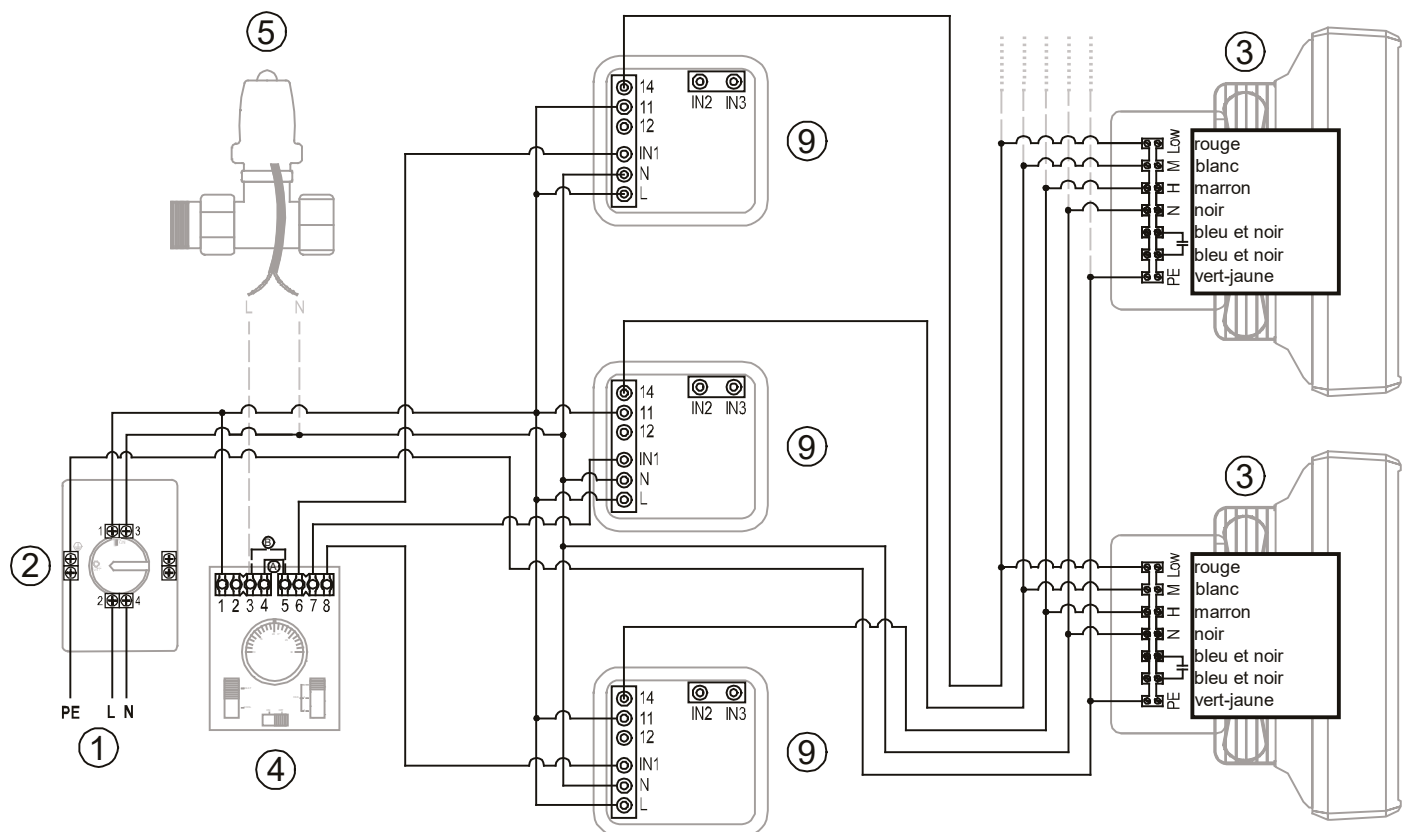 5
14
11
12
IN1
N
L
IN2 IN3
9
3
Low
M
H
N
PE
rouge
blanc
marron
noir
bleu et noir
bleu et noir
vert-jaune
L N
14
11
12
IN1
N
L
IN2 IN3
9
3
Low
M
H
N
PE
rouge
blanc
marron
noir
bleu et noir
bleu et noir
vert-jaune
2
1 3
2 4
PE L N
1
B
A
1 2 3 4 5 6 7 8
4
14
11
12
IN1
N
L
IN2 IN3
9